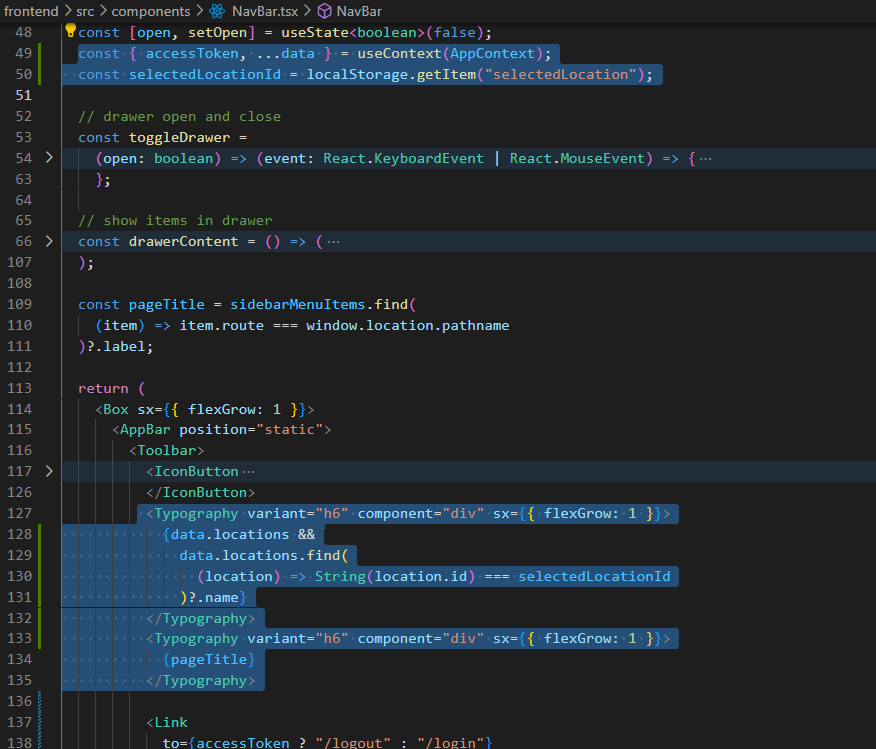 frontend > src > components > NavBar.tsx > NavBar
48 const [open, setOpen] = useState<boolean>(false);
49 const { accessToken, ...data } = useContext(AppContext);
50 const selectedLocationId = localStorage.getItem("selectedLocation");
51
52 // drawer open and close
53 const toggleDrawer =
54 (open: boolean) => (event: React.KeyboardEvent | React.MouseEvent) => { ···
63 };
64
65 // show items in drawer
66 const drawerContent = () => ( ···
107 );
108
109 const pageTitle = sidebarMenuItems.find(
110 (item) => item.route === window.location.pathname
111 )?.label;
112
113 return (
114 <Box sx={{ flexGrow: 1 }}>
115 <AppBar position="static">
116 <Toolbar>
117 <IconButton ···
126 </IconButton>
127 <Typography variant="h6" component="div" sx={{ flexGrow: 1 }}>
128 {data.locations &&
129 data.locations.find(
130 (location) => String(location.id) === selectedLocationId
131 )?.name}
132 </Typography>
133 <Typography variant="h6" component="div" sx={{ flexGrow: 1 }}>
134 {pageTitle}
135 </Typography>
136
137 <Link
138 to={accessToken ? "/logout" : "/login"}